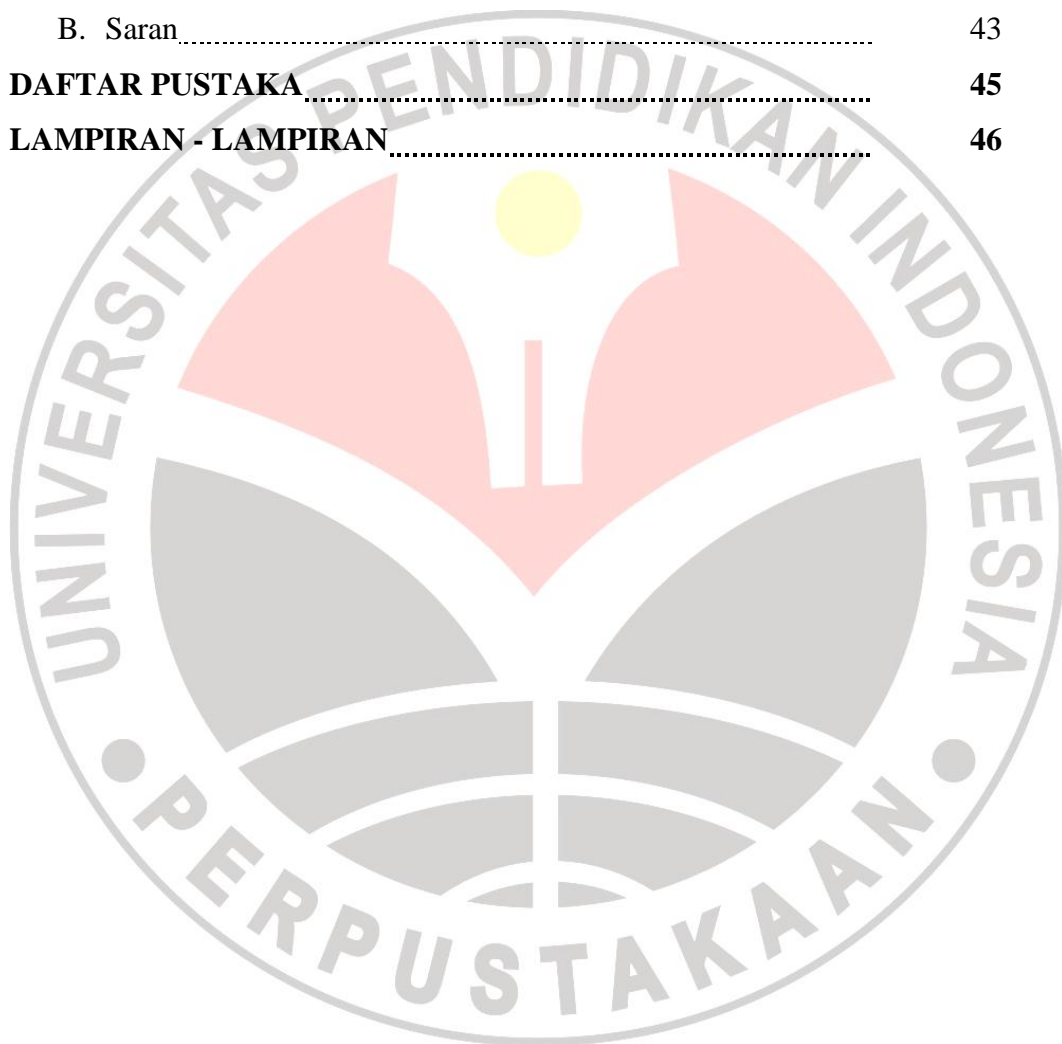 B. Saran 43
DAFTAR PUSTAKA 45
LAMPIRAN - LAMPIRAN 46
UNIVERSITAS PENDIDIKAN INDONESIA
PERPUSTAKAAN